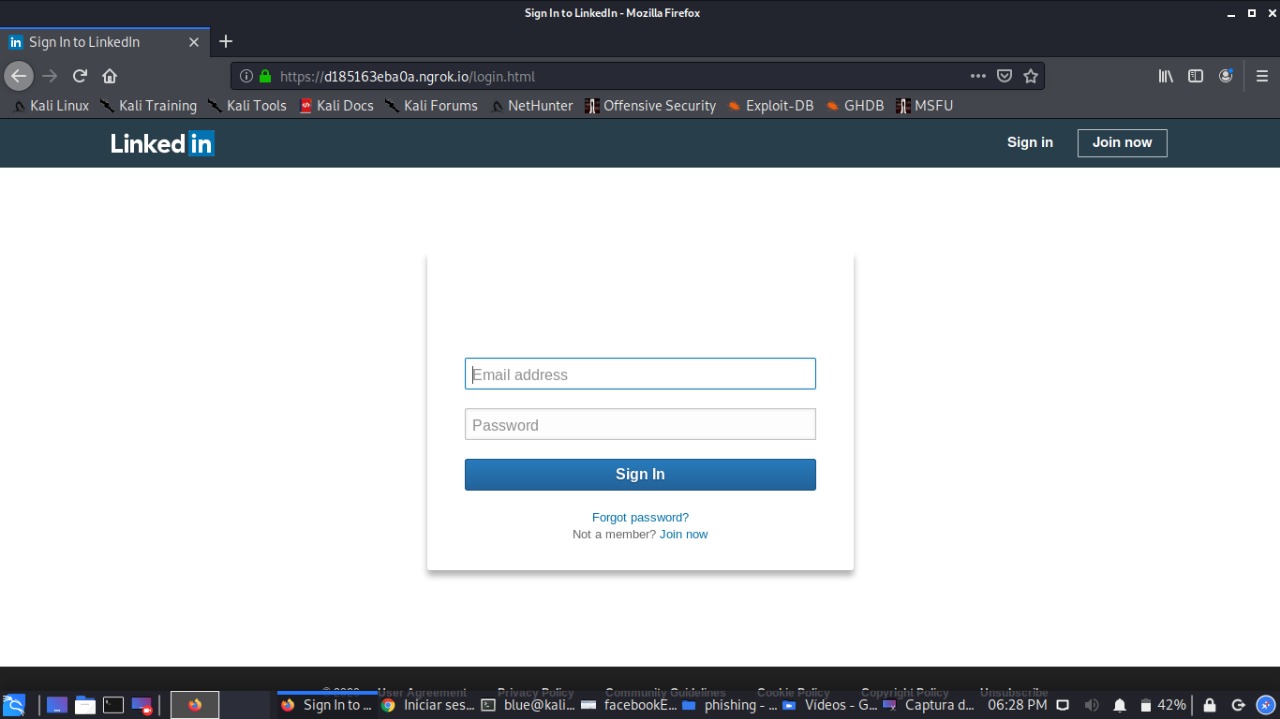 Sign In to LinkedIn - Mozilla Firefox
in Sign In to LinkedIn
https://d185163eba0a.ngrok.io/login.html
Kali Linux Kali Training Kali Tools Kali Docs Kali Forums NetHunter Offensive Security Exploit-DB GHDB MSFU
Linked in Sign in Join now
Email address
Password
Sign In
Forgot password?
Not a member? Join now
User Agreement Privacy Policy Community Guidelines Cookie Policy Copyright Policy Unsubscribe
Sign In to ... Iniciar ses... blue@kali... facebookE... phishing - ... Videos - G... Captura d... 06:28 PM 42%